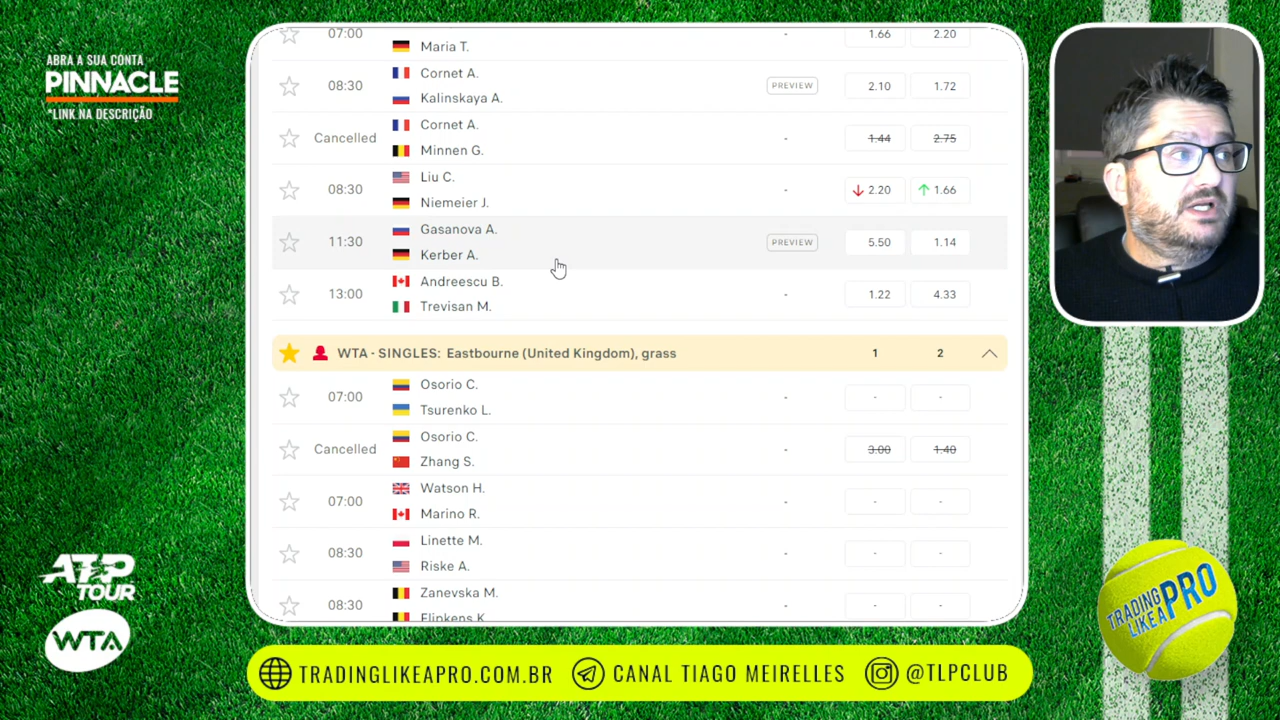 ABRA A SUA CONTA
PINNACLE
*LINK NA DESCRIÇÃO
07:00 - 1.66 2.20
Maria T.
Cornet A.
08:30 PREVIEW 2.10 1.72
Kalinskaya A.
Cornet A.
Cancelled - 1.44 2.75
Minnen G.
Liu C.
08:30 - 2.20 1.66
Niemeier J.
Gasanova A.
11:30 PREVIEW 5.50 1.14
Kerber A.
Andreescu B.
13:00 - 1.22 4.33
Trevisan M.
WTA - SINGLES: Eastbourne (United Kingdom), grass 1 2
Osorio C.
07:00 - - -
Tsurenko L.
Osorio C.
Cancelled - 3.00 1.40
Zhang S.
Watson H.
07:00 - - -
Marino R.
Linette M.
08:30 - - -
Riske A.
Zanevska M.
08:30 - - -
Flipkens K.
ATP
TOUR
WTA
TRADING
LIKE A
PRO
TRADINGLIKEAPRO.COM.BR CANAL TIAGO MEIRELLES @TLPCLUB